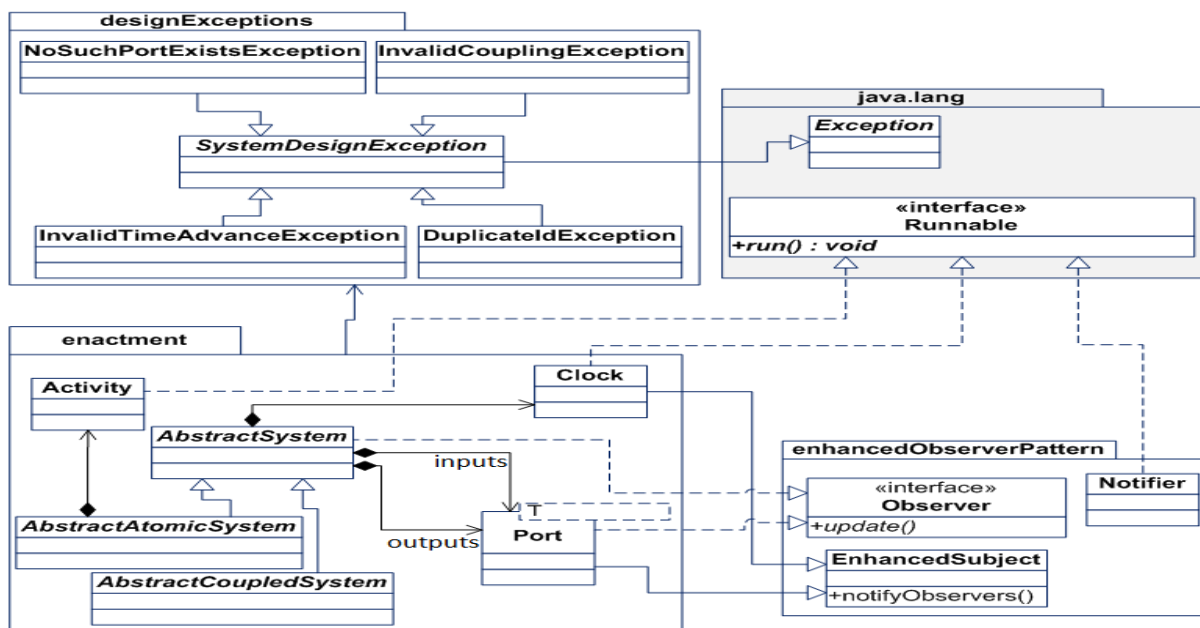 designExceptions
NoSuchPortExistsException
InvalidCouplingException
SystemDesignException
InvalidTimeAdvanceException
DuplicateIdException
java.lang
Exception
«interface»
Runnable
+run() : void
enactment
Activity
Clock
AbstractSystem
inputs
outputs
T
Port
AbstractAtomicSystem
AbstractCoupledSystem
enhancedObserverPattern
«interface»
Observer
+update()
Notifier
EnhancedSubject
+notifyObservers()